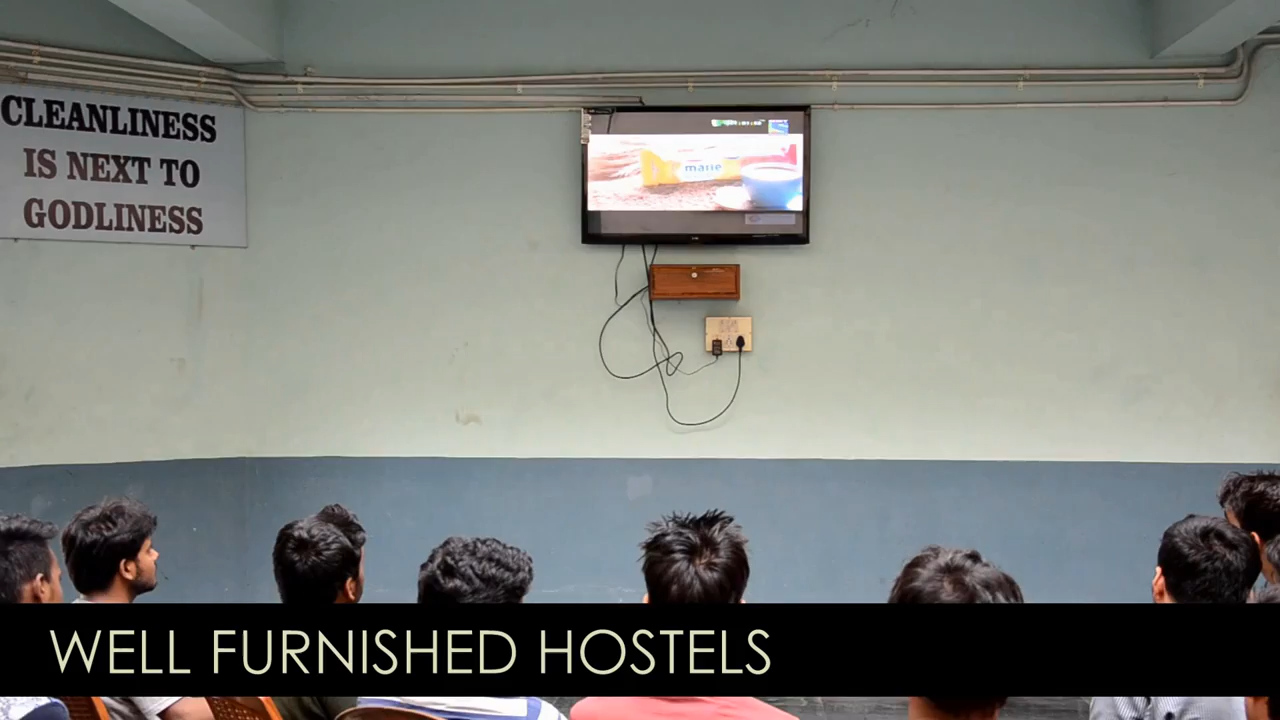 CLEANLINESS
IS NEXT TO
GODLINESS
marie
WELL FURNISHED HOSTELS